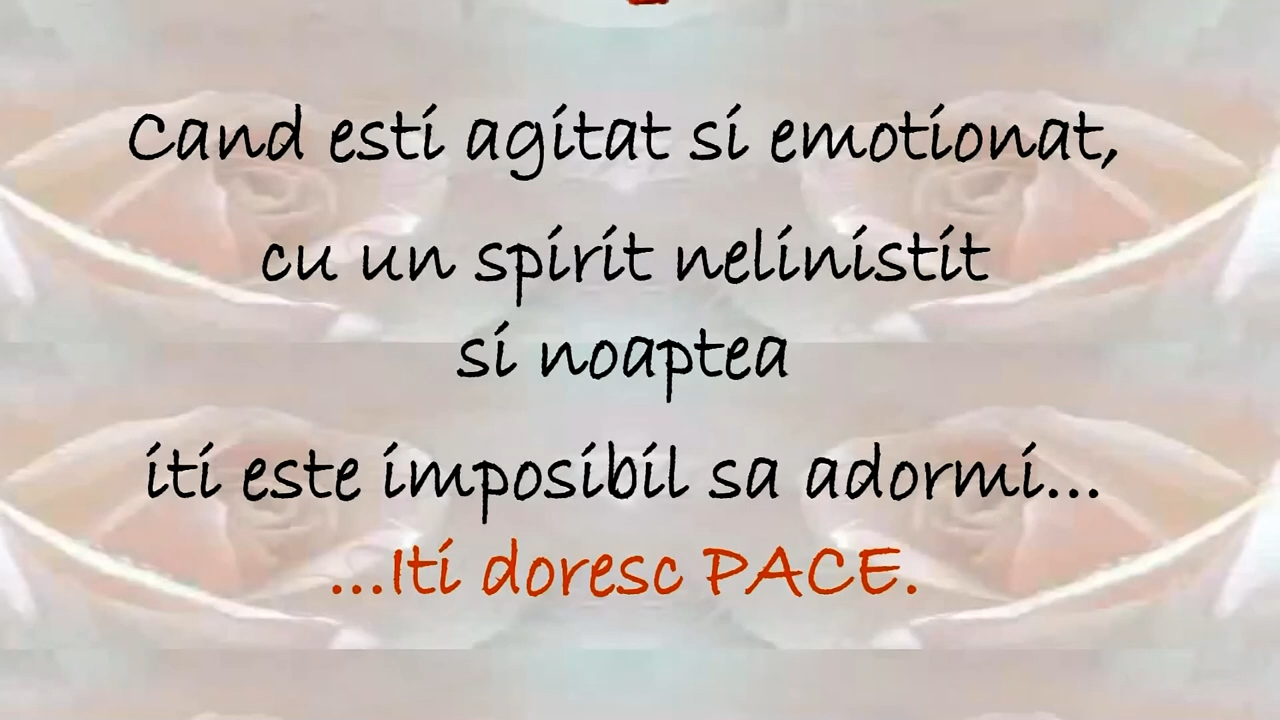 Cand esti agitat si emotionat,
cu un spirit nelinistit
si noaptea
iti este imposibil sa adormi...
...Iti doresc PACE.